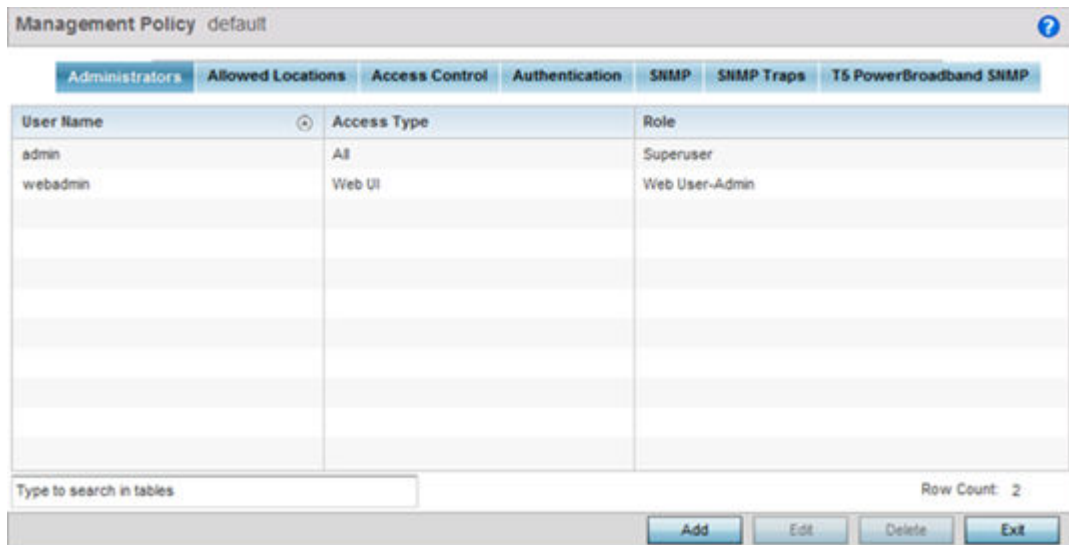 Management Policy default
?
Administrators Allowed Locations Access Control Authentication SNMP SNMP Traps T5 PowerBroadband SNMP
User Name Access Type Role
admin All Superuser
webadmin Web UI Web User-Admin
Type to search in tables Row Count: 2
Add Edit Delete Exit